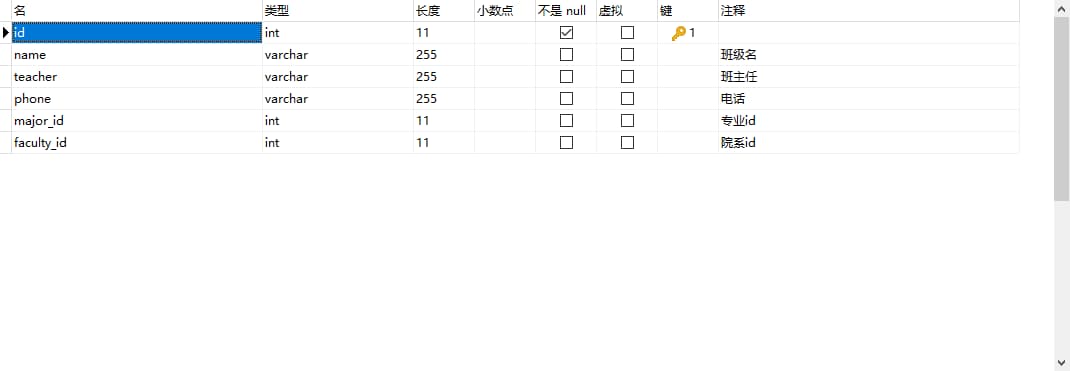 名 类型 长度 小数点 不是 null 虚拟 键 注释
id int 11 1
name varchar 255 班级名
teacher varchar 255 班主任
phone varchar 255 电话
major_id int 11 专业id
faculty_id int 11 院系id